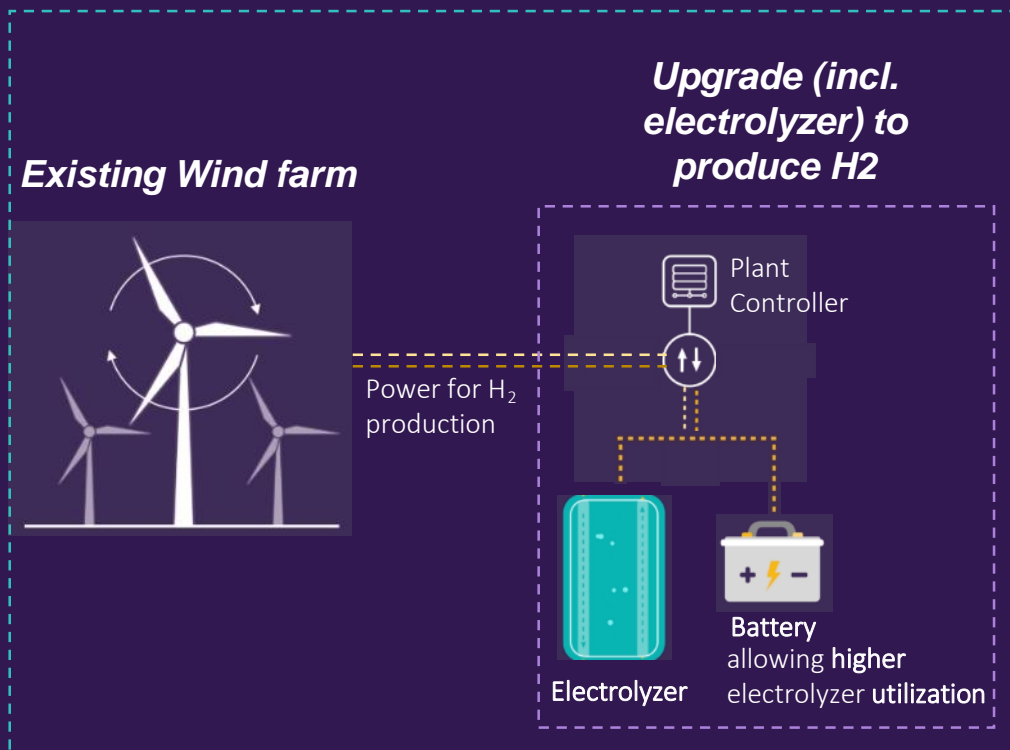 Upgrade (incl.
electrolyzer) to
produce H2
Existing Wind farm
Plant
Controller
Power for H₂
production
Battery
allowing higher
electrolyzer utilization
Electrolyzer